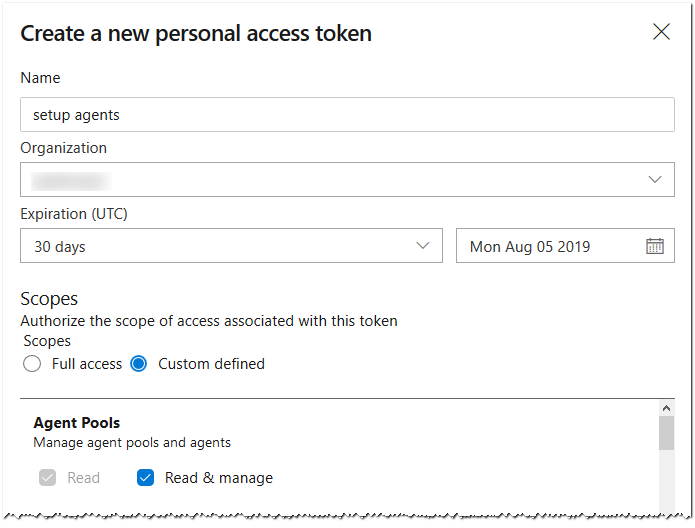 Create a new personal access token
Name
setup agents
Organization
Expiration (UTC)
30 days
Mon Aug 05 2019
Scopes
Authorize the scope of access associated with this token
Scopes
Full access
Custom defined
Agent Pools
Manage agent pools and agents
Read
Read & manage